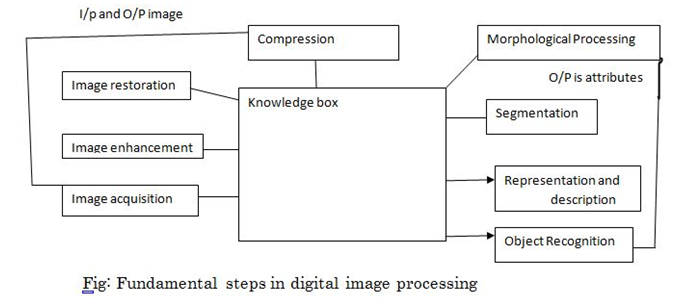 I/p and O/P image
Compression
Morphological Processing
O/P is attributes
Image restoration
Knowledge box
Segmentation
Image enhancement
Representation and
description
Image acquisition
Object Recognition
Fig: Fundamental steps in digital image processing